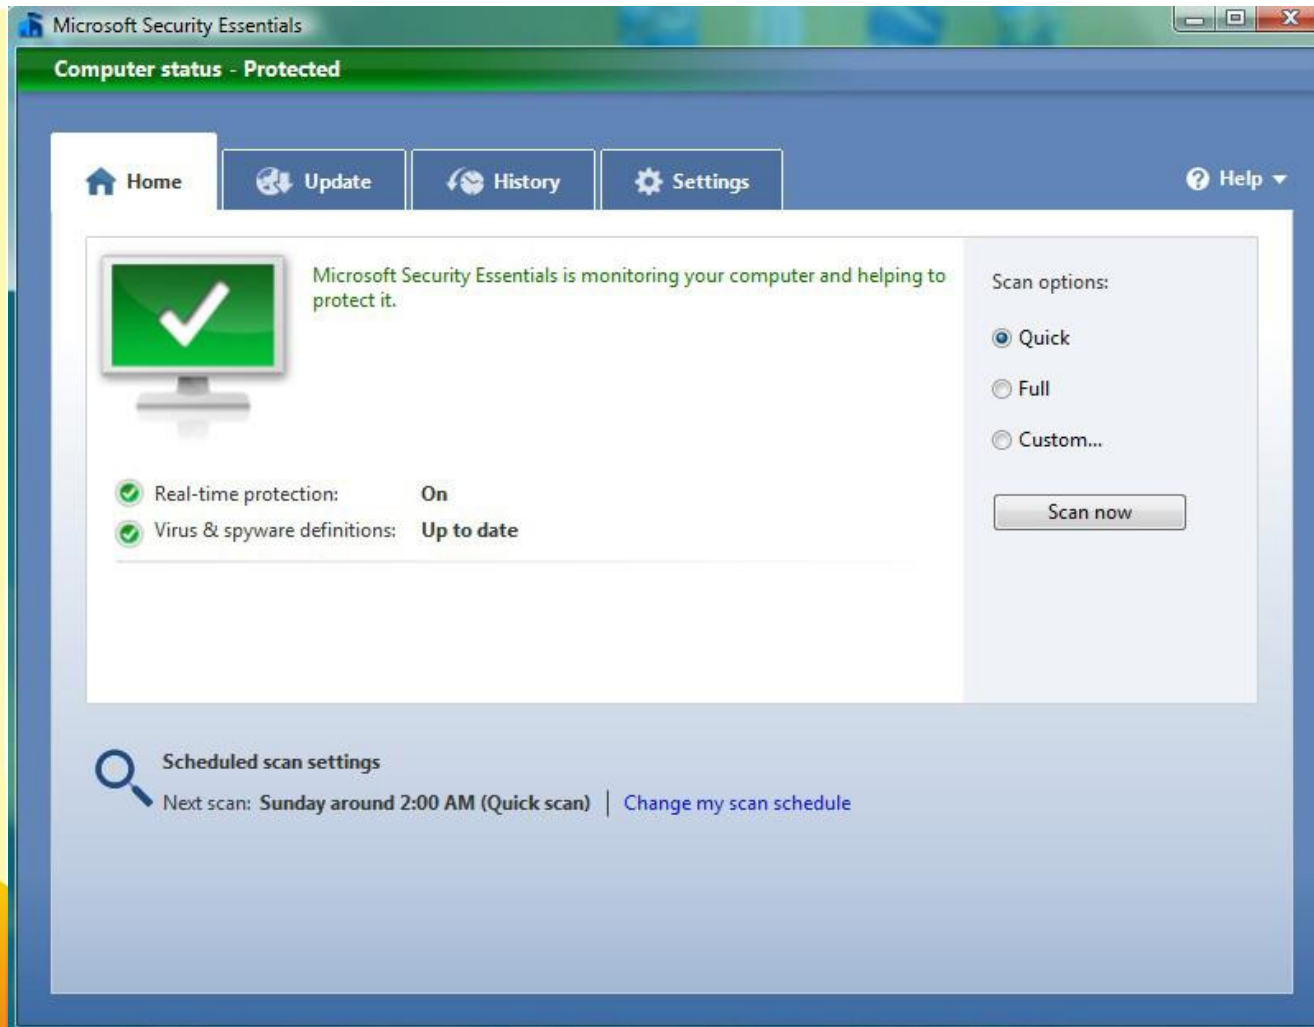 Microsoft Security Essentials
Computer status - Protected
Home
Update
History
Settings
Help
Microsoft Security Essentials is monitoring your computer and helping to
protect it.
Real-time protection: On
Virus & spyware definitions: Up to date
Scan options:
Quick
Full
Custom...
Scan now
Scheduled scan settings
Next scan: Sunday around 2:00 AM (Quick scan) | Change my scan schedule